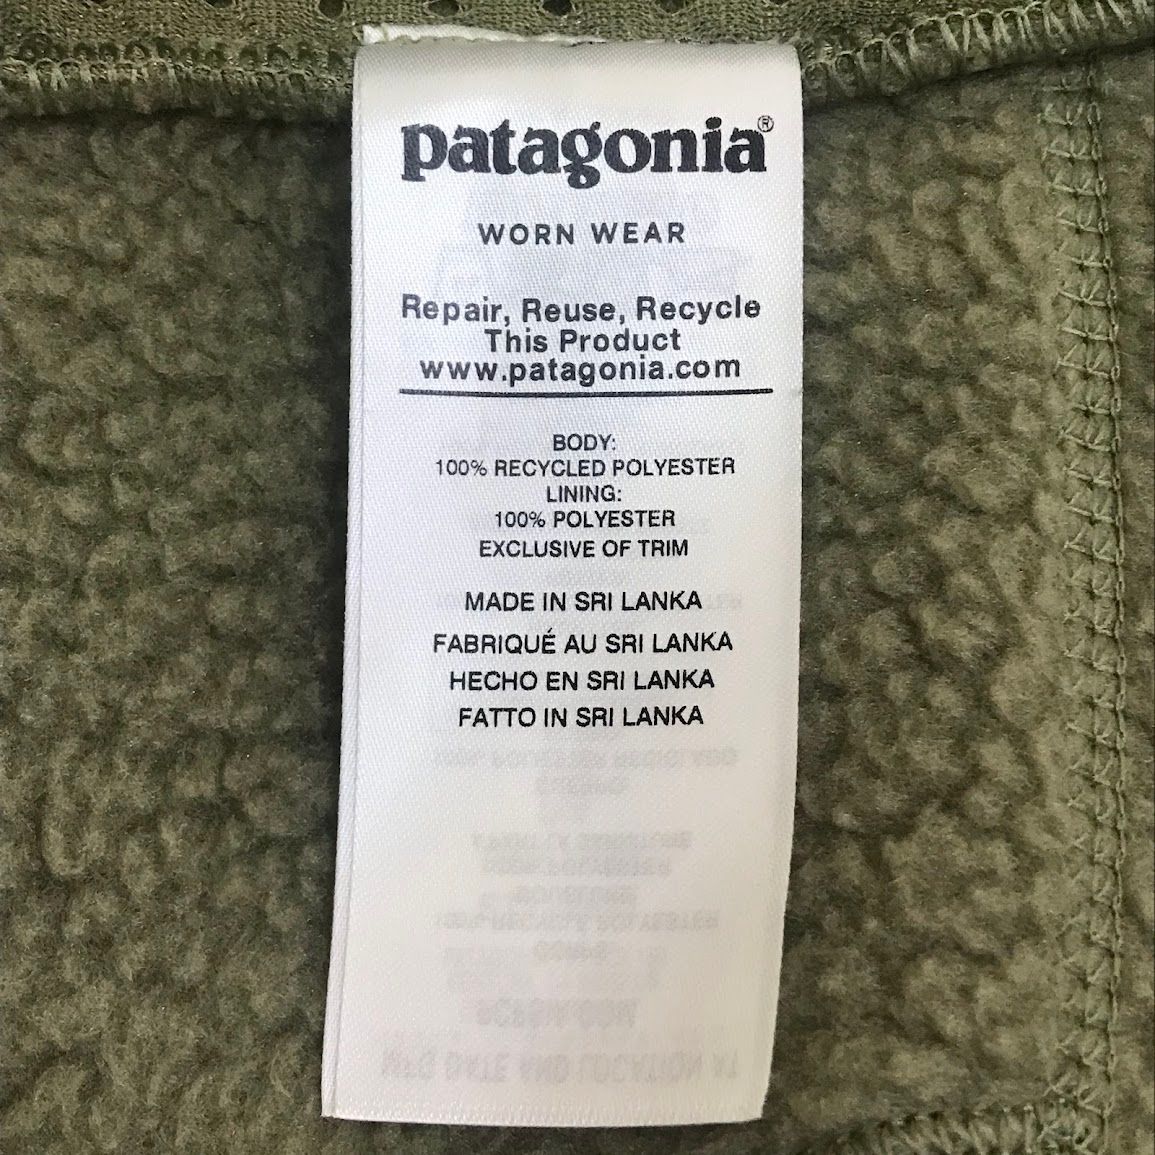 patagonia®
WORN WEAR
Repair, Reuse, Recycle
This Product
www.patagonia.com
BODY:
100% RECYCLED POLYESTER
LINING:
100% POLYESTER
EXCLUSIVE OF TRIM
MADE IN SRI LANKA
FABRIQUÉ AU SRI LANKA
HECHO EN SRI LANKA
FATTO IN SRI LANKA